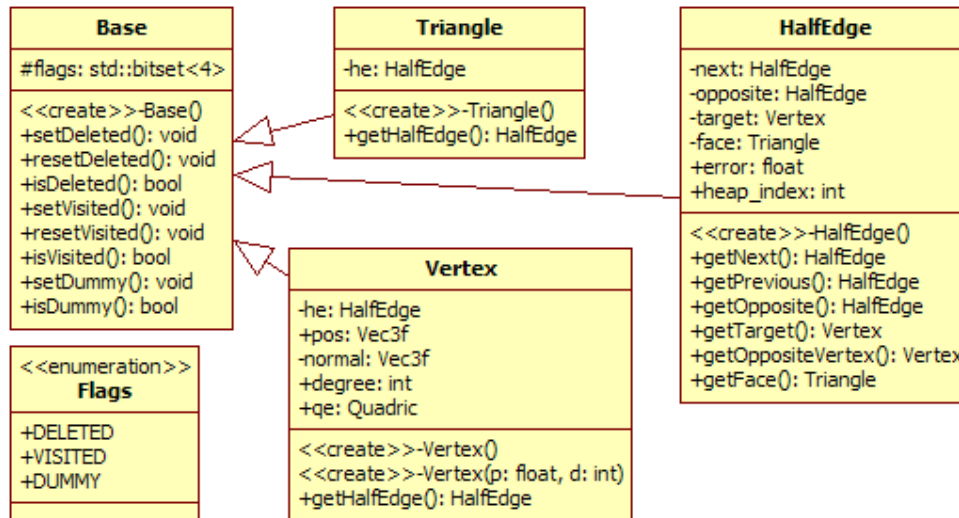 Base
#flags: std::bitset<4>
<<create>>-Base()
+setDeleted(): void
+resetDeleted(): void
+isDeleted(): bool
+setVisited(): void
+resetVisited(): void
+isVisited(): bool
+setDummy(): void
+isDummy(): bool
Triangle
-he: HalfEdge
<<create>>-Triangle()
+getHalfEdge(): HalfEdge
HalfEdge
-next: HalfEdge
-opposite: HalfEdge
-target: Vertex
-face: Triangle
+error: float
+heap_index: int
<<create>>-HalfEdge()
+getNext(): HalfEdge
+getPrevious(): HalfEdge
+getOpposite(): HalfEdge
+getTarget(): Vertex
+getOppositeVertex(): Vertex
+getFace(): Triangle
Vertex
-he: HalfEdge
+pos: Vec3f
-normal: Vec3f
+degree: int
+qe: Quadric
<<create>>-Vertex()
<<create>>-Vertex(p: float, d: int)
+getHalfEdge(): HalfEdge
<<enumeration>>
Flags
+DELETED
+VISITED
+DUMMY